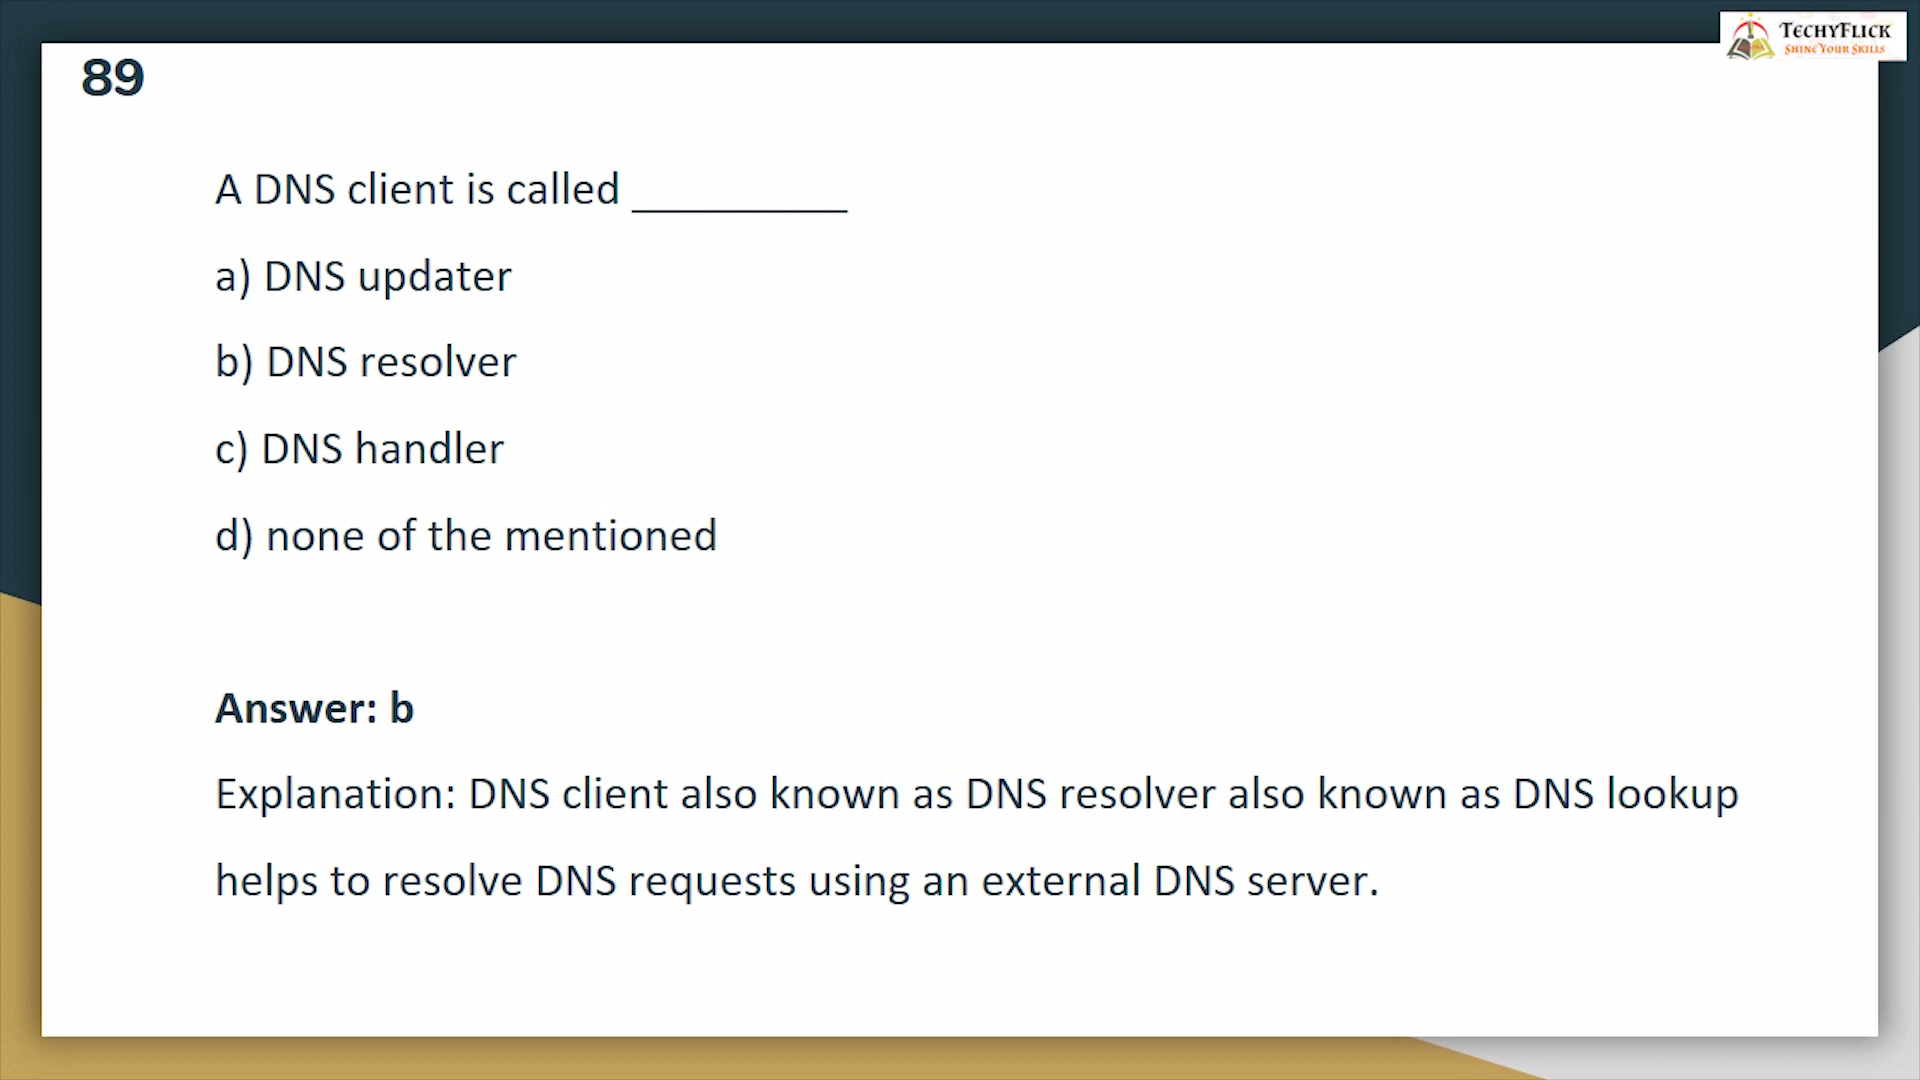 TECHYFLICK
SHINE YOUR SKILLS
89
A DNS client is called __________
a) DNS updater
b) DNS resolver
c) DNS handler
d) none of the mentioned
Answer: b
Explanation: DNS client also known as DNS resolver also known as DNS lookup
helps to resolve DNS requests using an external DNS server.